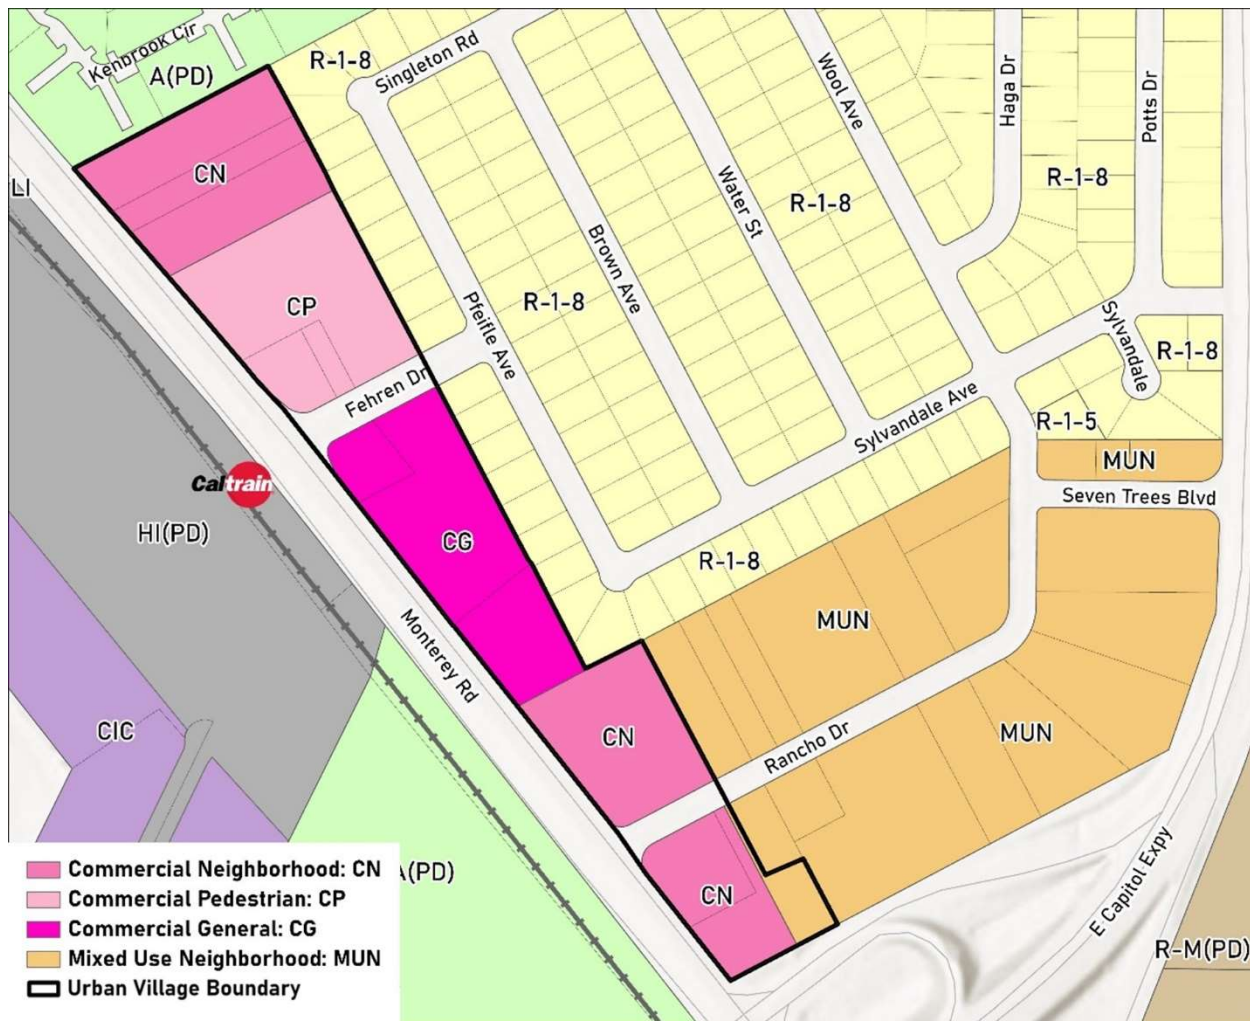 Kenbrook Cir
A(PD)
R-1-8
Singleton Rd
Wool Ave
Haga Dr
Potts Dr
LI
CN
Water St
R-1-8
R-1-8
Brown Ave
CP
Pfeifle Ave
R-1-8
Sylvandale
R-1-8
Fehren Dr
Sylvandale Ave
R-1-5
MUN
Caltrain
Seven Trees Blvd
HI(PD)
CG
R-1-8
Monterey Rd
MUN
CIC
CN
Rancho Dr
MUN
A(PD)
CN
E Capitol Expy
R-M(PD)
Commercial Neighborhood: CN
Commercial Pedestrian: CP
Commercial General: CG
Mixed Use Neighborhood: MUN
Urban Village Boundary